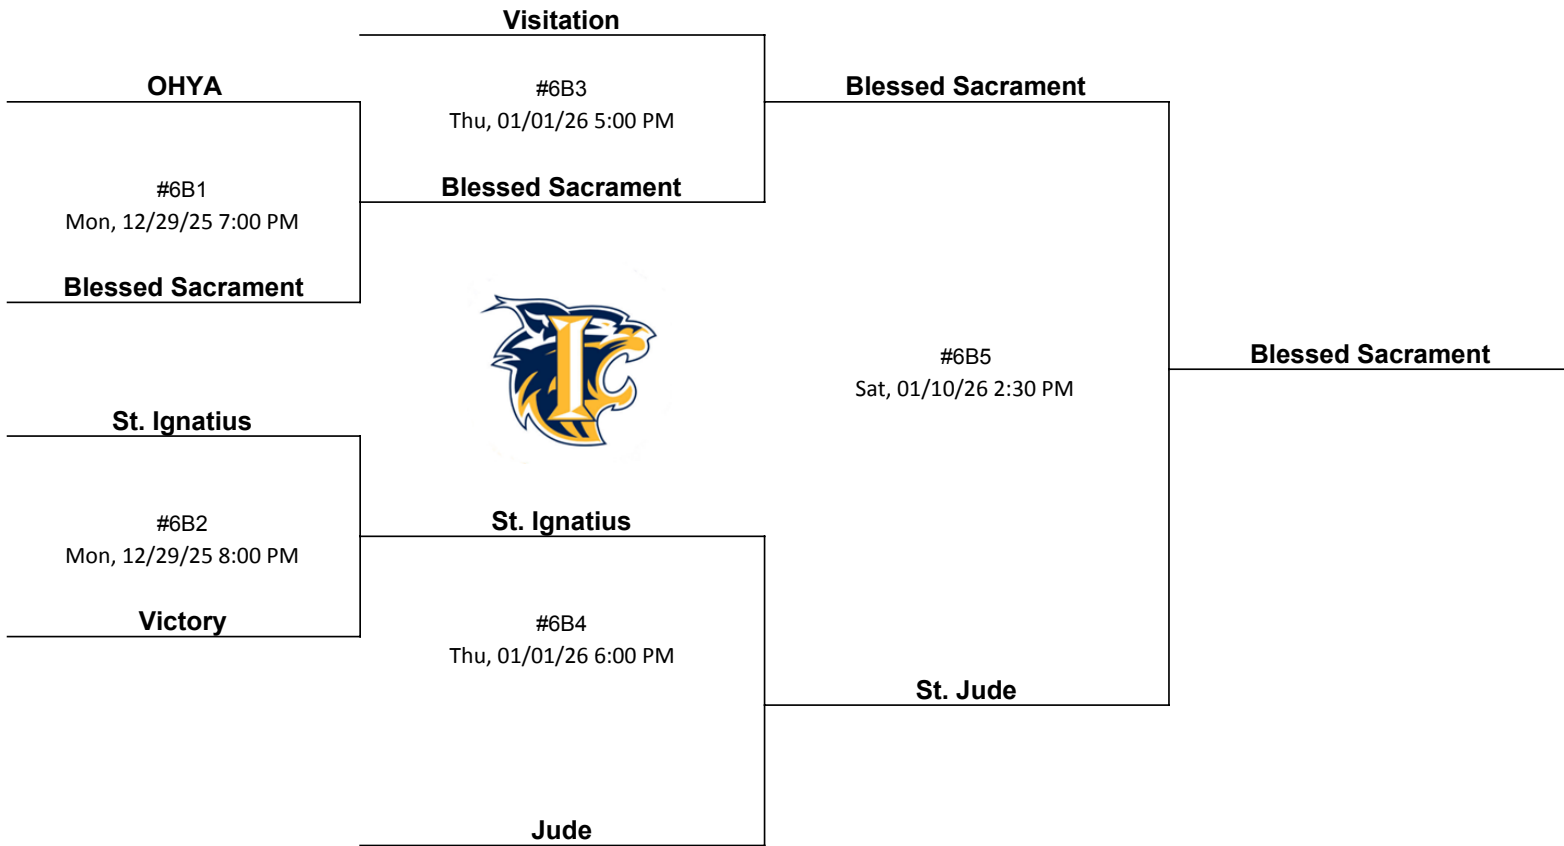 Visitation
OHYA
#6B3
Thu, 01/01/26 5:00 PM
Blessed Sacrament
#6B1
Mon, 12/29/25 7:00 PM
Blessed Sacrament
Blessed Sacrament
IC
#6B5
Sat, 01/10/26 2:30 PM
Blessed Sacrament
St. Ignatius
#6B2
Mon, 12/29/25 8:00 PM
St. Ignatius
Victory
#6B4
Thu, 01/01/26 6:00 PM
St. Jude
Jude